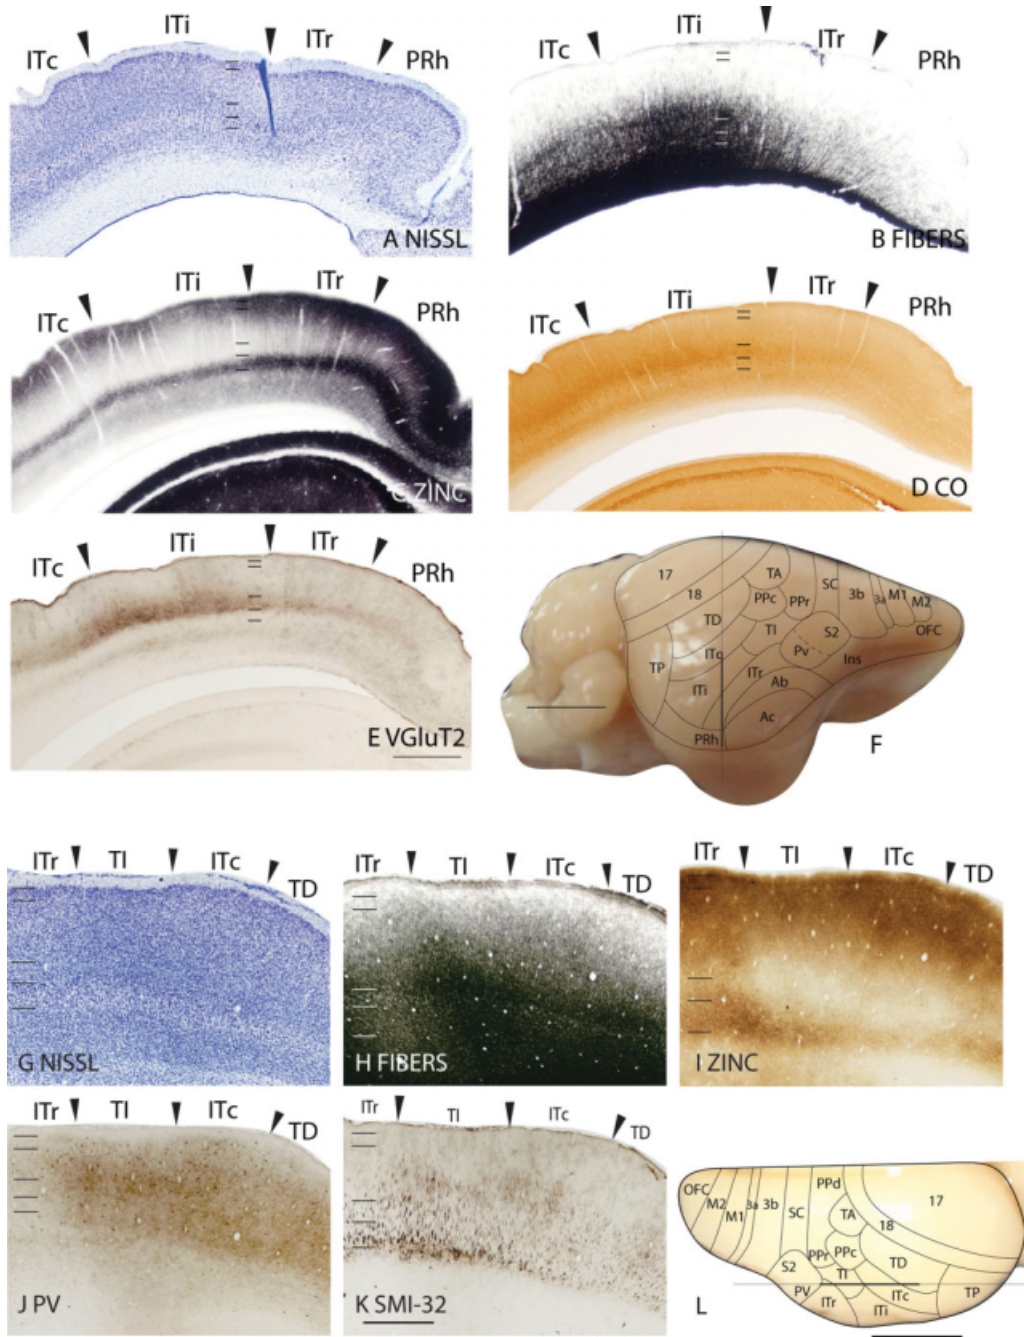 ITc ITi ITr PRh
A NISSL
ITc ITi ITr PRh
B FIBERS
ITc ITi ITr PRh
C ZINC
ITc ITi ITr PRh
D CO
ITc ITi ITr PRh
E VGluT2
17 18 TA SC 3b 3a M1 M2
PPc PPr OFC
TD TI S2
TP ITc Pv Ins
ITi ITr Ab
Ac
PRh
F
ITr TI ITc TD
G NISSL
ITr TI ITc TD
H FIBERS
ITr TI ITc TD
I ZINC
ITr TI ITc TD
J PV
ITr TI ITc TD
K SMI-32
OFC M2 M1 3a 3b SC PPd 17
TA 18
PPr PPc TD
S2 TI
PV ITc TP
ITr ITi
L